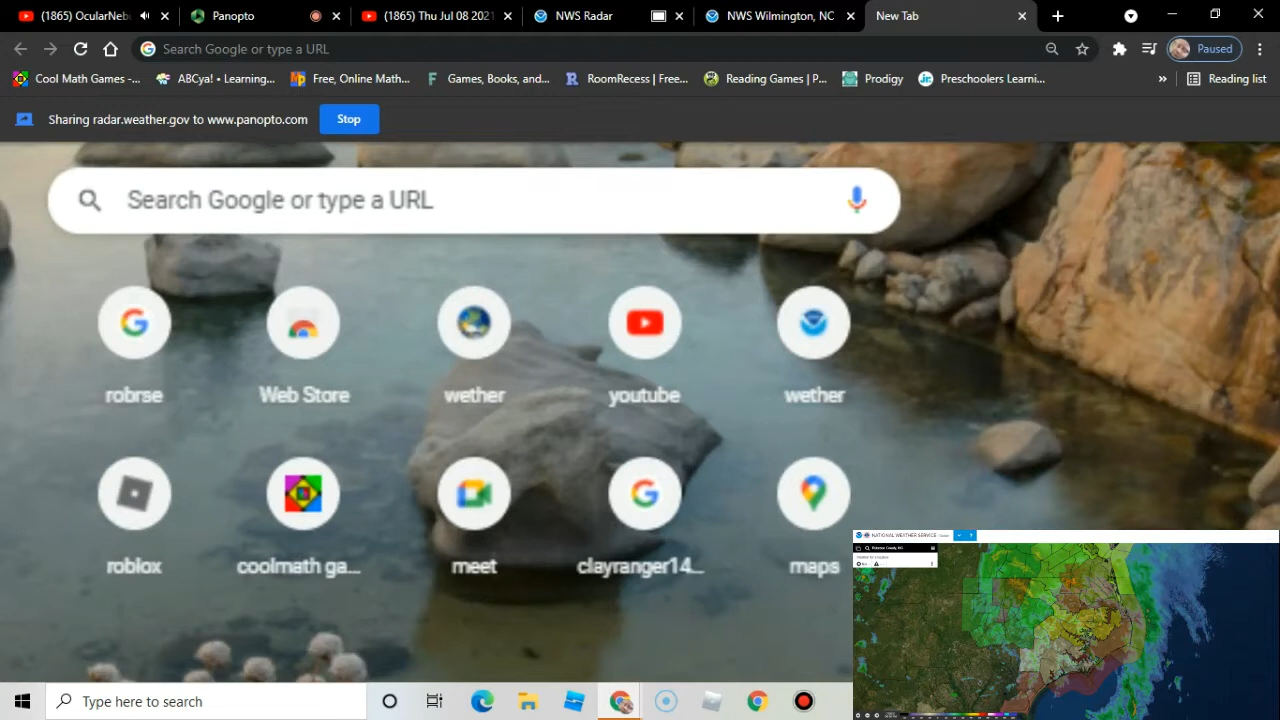 (1865) OcularNebu
Panopto
(1865) Thu Jul 08 2021
NWS Radar
NWS Wilmington, NC
New Tab
Search Google or type a URL
Paused
Cool Math Games -...
ABCya! • Learning...
Free, Online Math...
Games, Books, and...
RoomRecess | Free...
Reading Games | P...
Prodigy
Preschoolers Learni...
»
Reading list
Sharing radar.weather.gov to www.panopto.com
Stop
Search Google or type a URL
robrse
Web Store
wether
youtube
wether
roblox
coolmath ga...
meet
clayranger14...
maps
NATIONAL WEATHER SERVICE
Type here to search